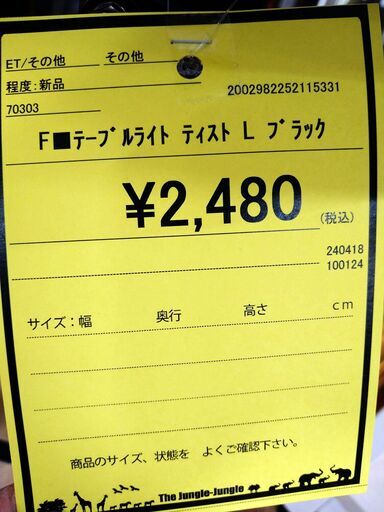 ET/その他 その他
程度:新品
70303
2002982252115331
F■テーブルライト ティスト L ブラック
¥2,480 (税込)
240418
100124
サイズ:幅 奥行 高さ cm
商品のサイズ、状態を よくご確認下さい。
The Jungle-Jungle